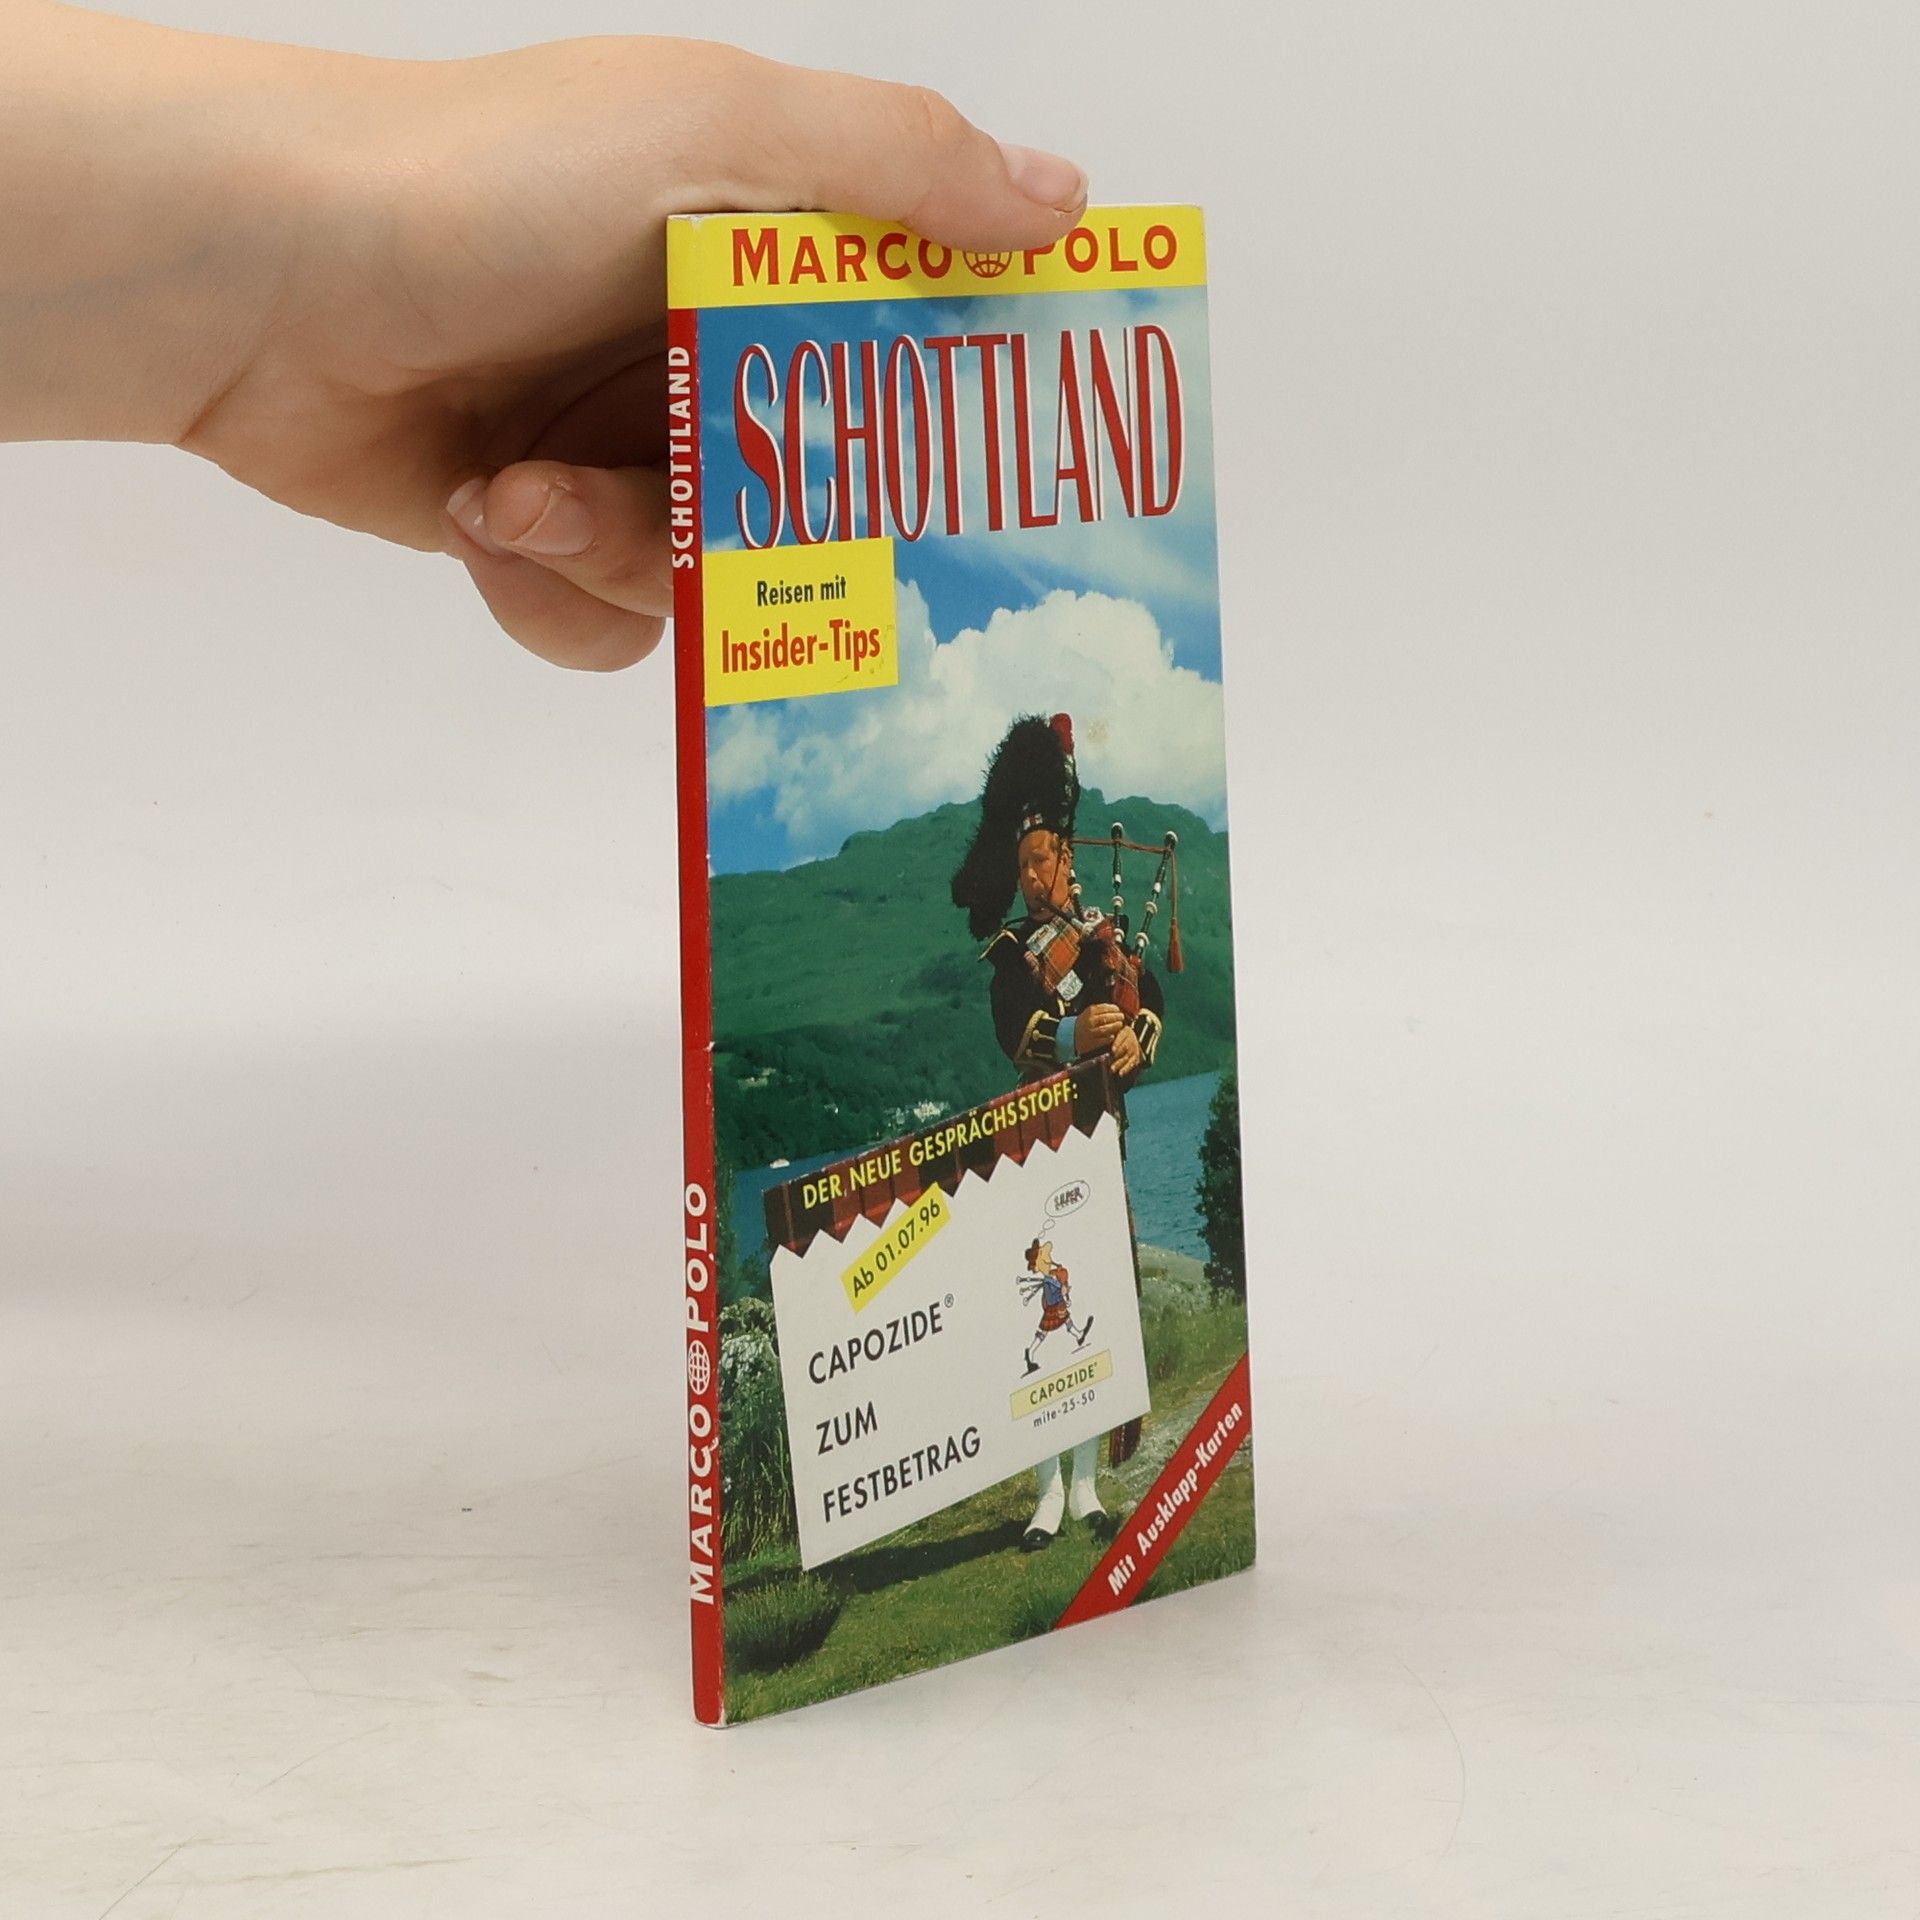 MARCO POLO
SCHOTTLAND
Reisen mit
Insider-Tips
DER NEUE GESPRÄCHSSTOFF:
Ab 01.07.96
CAPOZIDE®
ZUM
FESTBETRAG
SUPER
CAPOZIDE®
mite-25-50
Mit Ausklapp-Karten
SCHOTTLAND
MARCO POLO